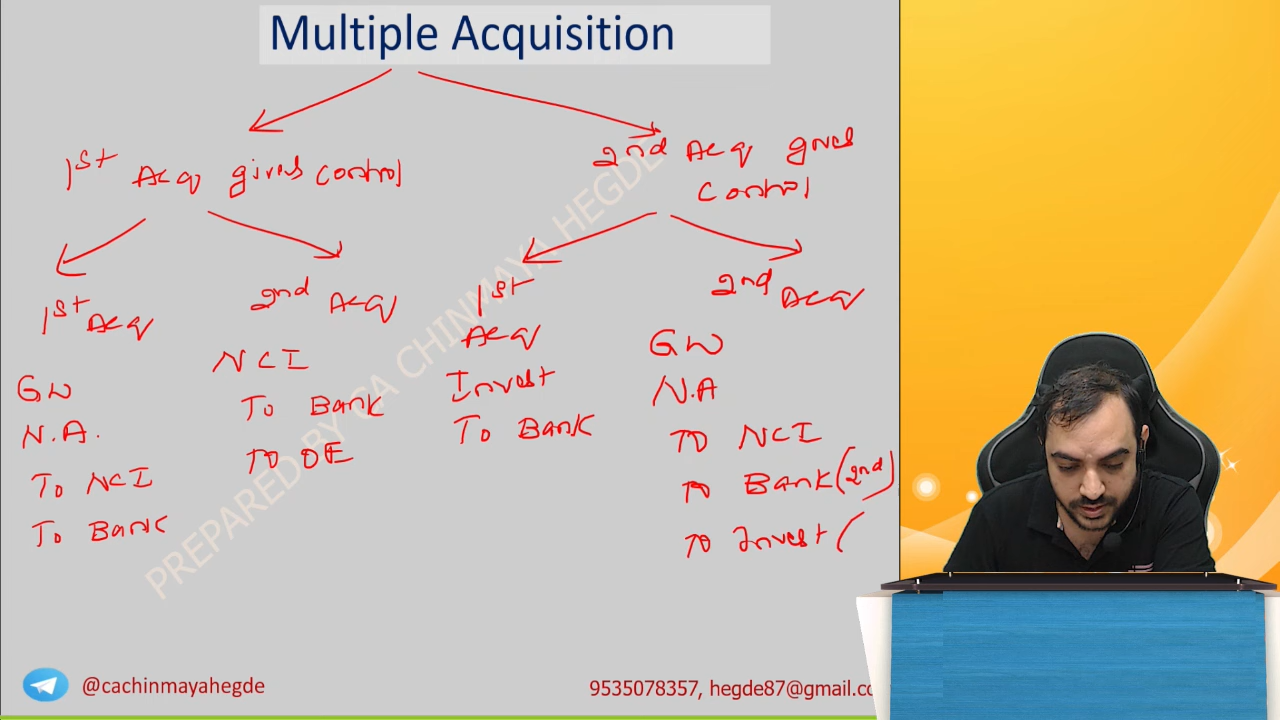 Multiple Acquisition
1st Acq gives control
2nd Acq gives
control
1st Acq
GW
N.A.
To NCI
To Bank
2nd Acq
NCI
To Bank
To OE
1st
Acq
Invest
To Bank
2nd Acq
GW
N.A
To NCI
To Bank (2nd)
To Invest (
PREPARED BY CA CHINMAYA HEGDE
@cachinmayahegde
9535078357, hegde87@gmail.co